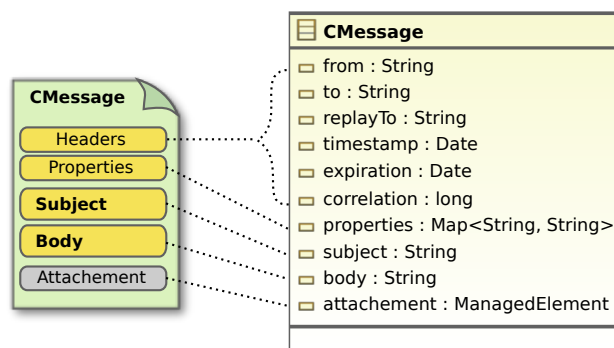 CMessage
Headers
Properties
Subject
Body
Attachement
CMessage
from : String
to : String
replayTo : String
timestamp : Date
expiration : Date
correlation : long
properties : Map<String, String>
subject : String
body : String
attachement : ManagedElement